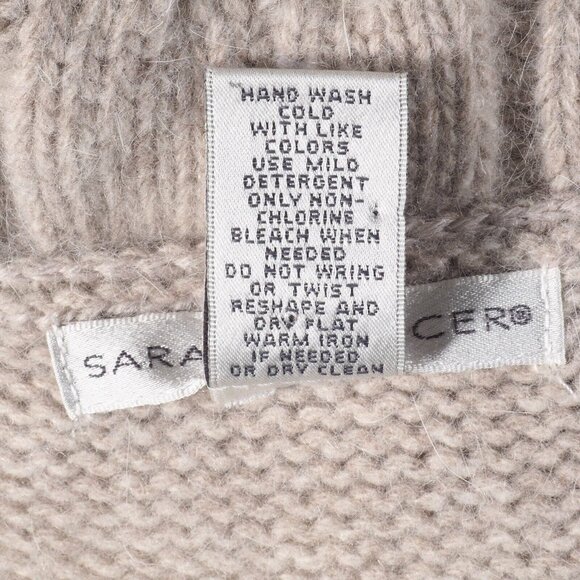 HAND WASH
COLD
WITH LIKE
COLORS
USE MILD
DETERGENT
ONLY NON-
CHLORINE
BLEACH WHEN
NEEDED
DO NOT WRING
OR TWIST
RESHAPE AND
DRY FLAT
WARM IRON
IF NEEDED
OR DRY CLEAN
SARA CER®